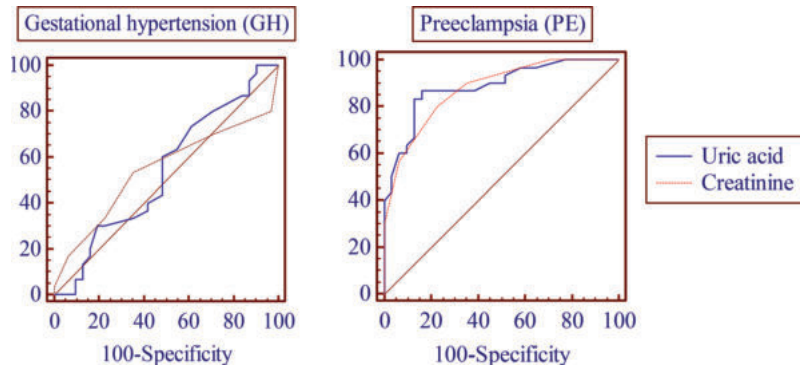 Gestational hypertension (GH)
100
80
60
40
20
0
0 20 40 60 80 100
100-Specificity
Preeclampsia (PE)
100
80
60
40
20
0
0 20 40 60 80 100
100-Specificity
Uric acid
Creatinine